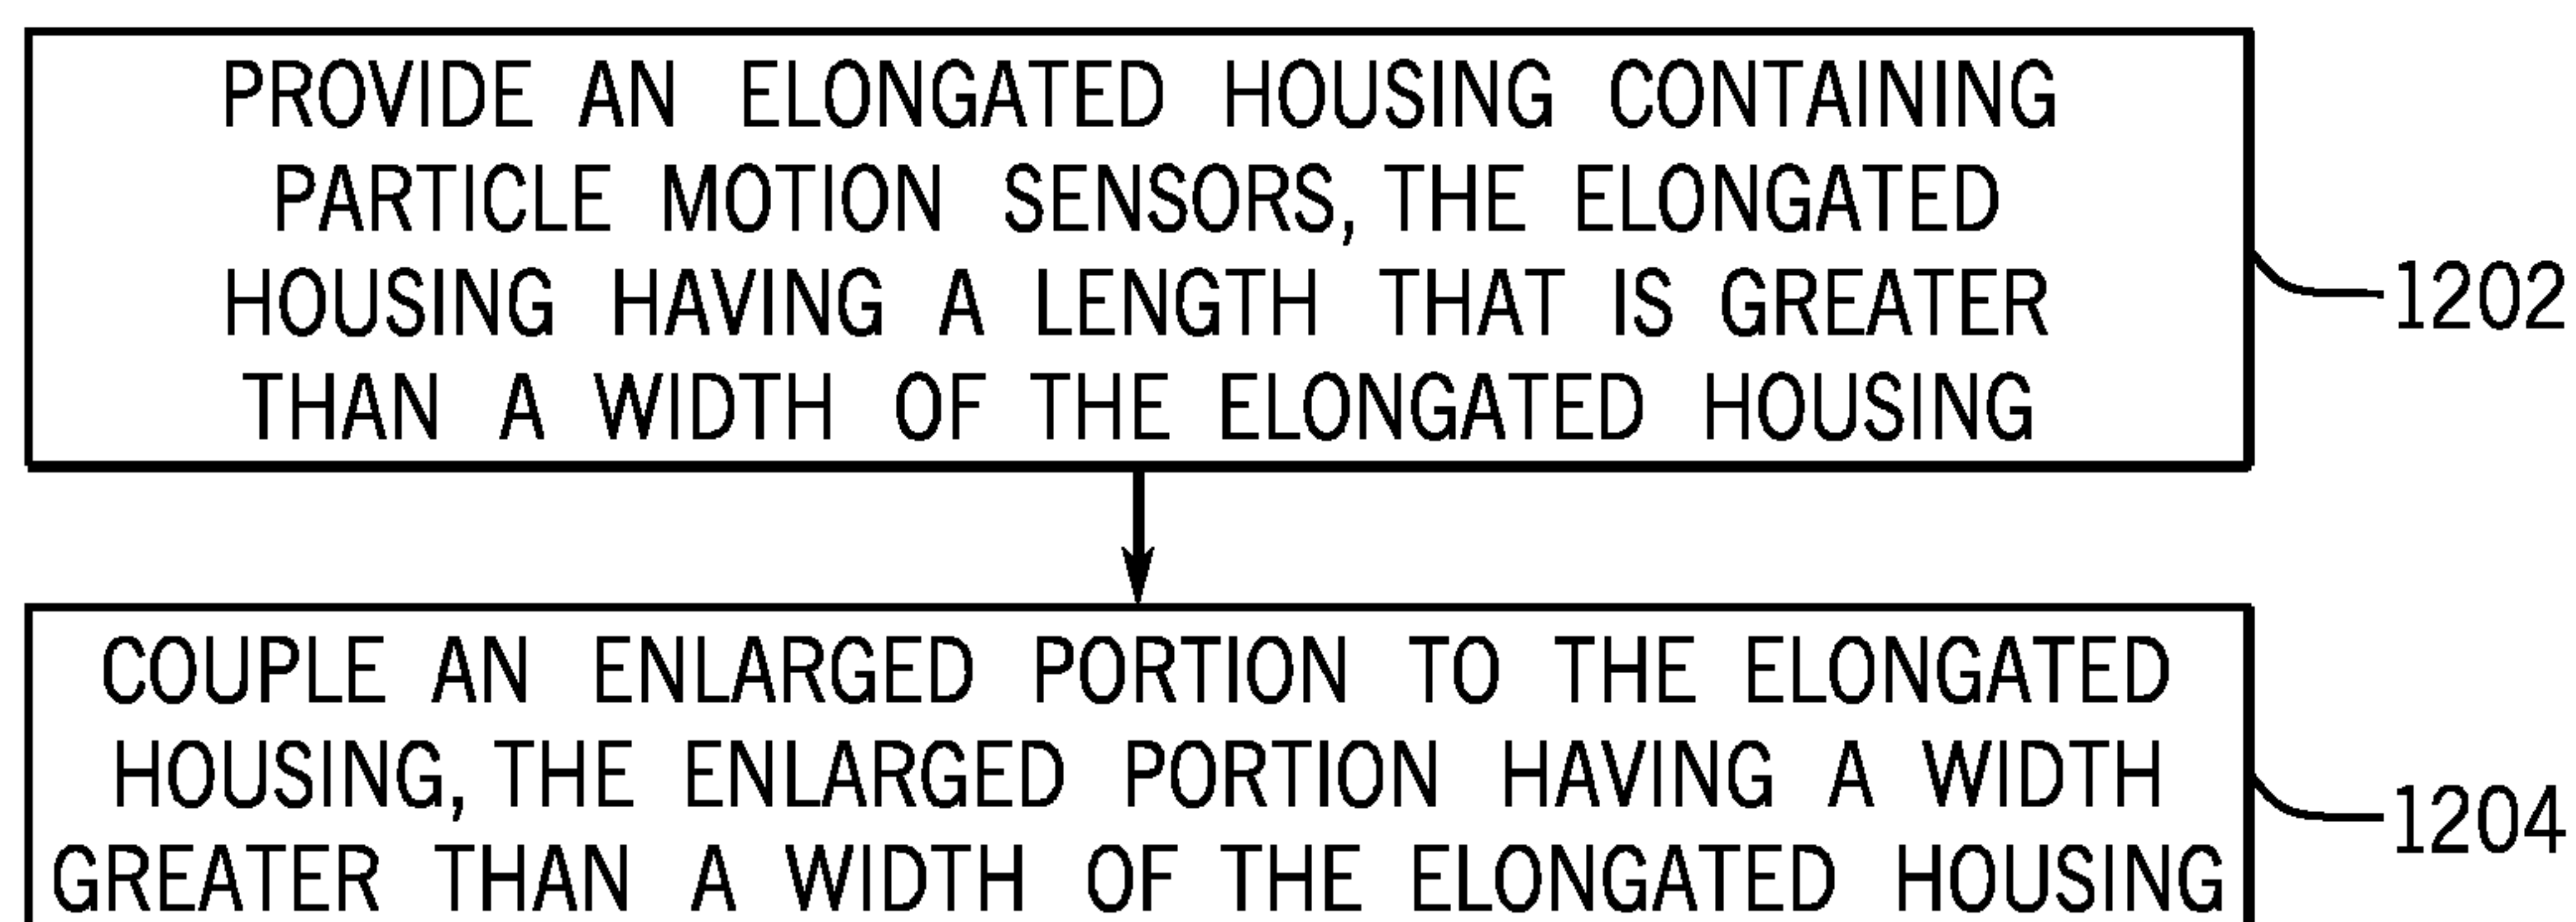 PROVIDE AN ELONGATED HOUSING CONTAINING
PARTICLE MOTION SENSORS, THE ELONGATED
HOUSING HAVING A LENGTH THAT IS GREATER
THAN A WIDTH OF THE ELONGATED HOUSING
1202
COUPLE AN ENLARGED PORTION TO THE ELONGATED
HOUSING, THE ENLARGED PORTION HAVING A WIDTH
GREATER THAN A WIDTH OF THE ELONGATED HOUSING
1204